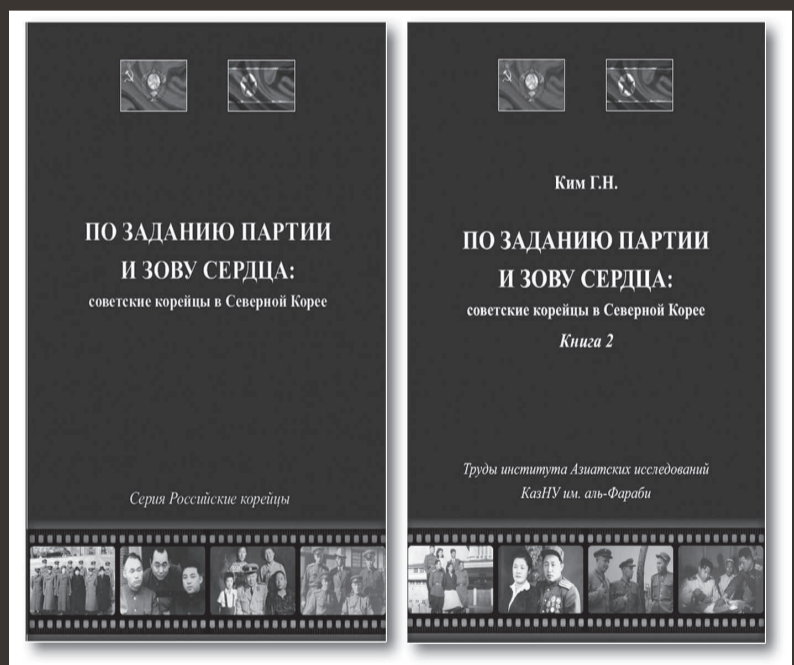 ПО ЗАДАНИЮ ПАРТИИ
И ЗОВУ СЕРДЦА:
советские корейцы в Северной Корее
Серия Российские корейцы
Ким Г.Н.
ПО ЗАДАНИЮ ПАРТИИ
И ЗОВУ СЕРДЦА:
советские корейцы в Северной Корее
Книга 2
Труды института Азиатских исследований
КазНУ им. аль-Фараби